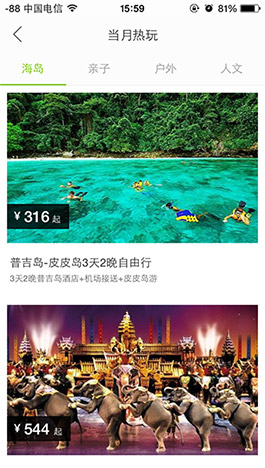 -88 中国电信 15:59 81%
当月热玩
海岛 亲子 户外 人文
¥ 316 起
普吉岛-皮皮岛3天2晚自由行
3天2晚普吉岛酒店+机场接送+皮皮岛游
¥ 544 起